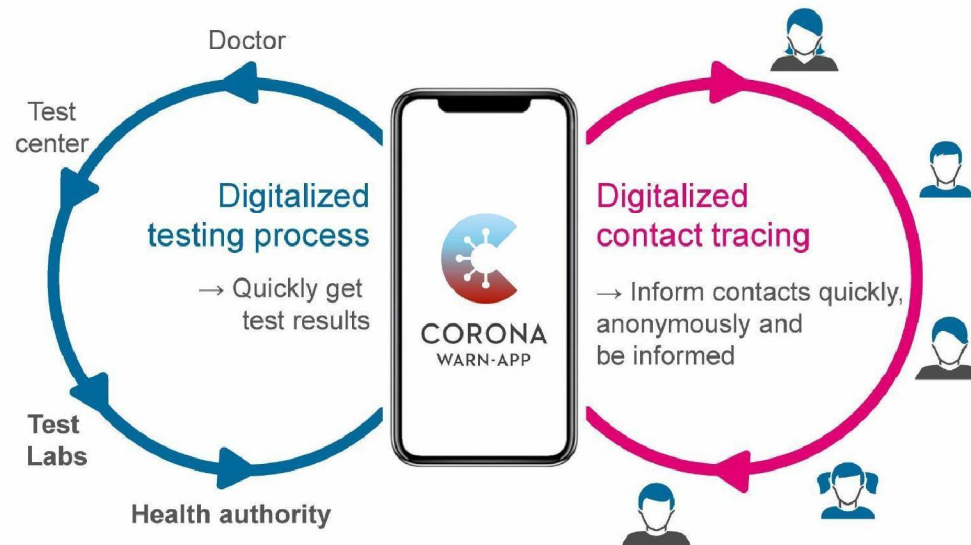 Doctor
Test
center
Digitalized
testing process
→ Quickly get
test results
Test
Labs
Health authority
CORONA
WARN-APP
Digitalized
contact tracing
→ Inform contacts quickly,
anonymously and
be informed